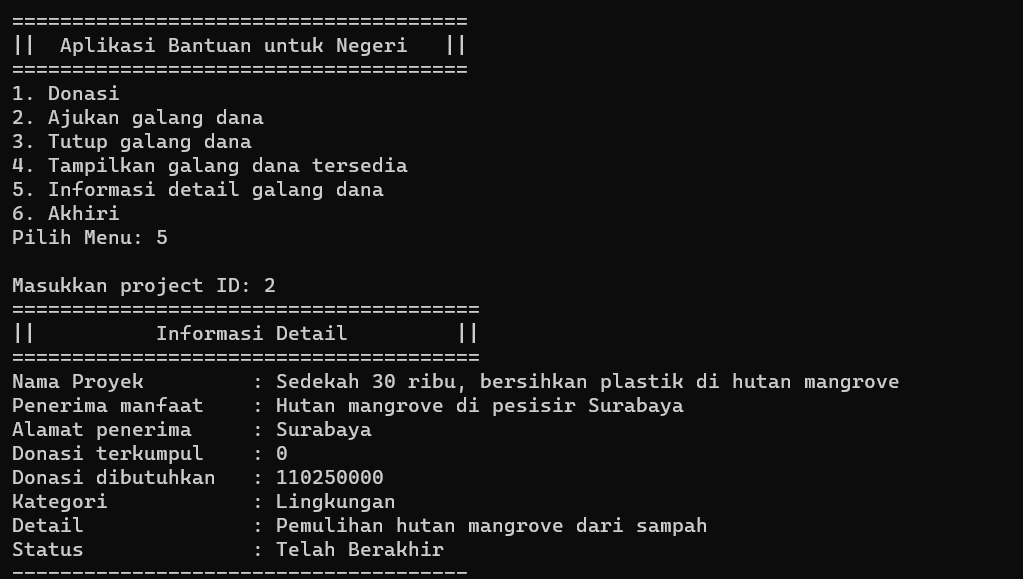 ======================================
||  Aplikasi Bantuan untuk Negeri   ||
======================================
1. Donasi
2. Ajukan galang dana
3. Tutup galang dana
4. Tampilkan galang dana tersedia
5. Informasi detail galang dana
6. Akhiri
Pilih Menu: 5

Masukkan project ID: 2
=======================================
||          Informasi Detail         ||
=======================================
Nama Proyek         : Sedekah 30 ribu, bersihkan plastik di hutan mangrove
Penerima manfaat    : Hutan mangrove di pesisir Surabaya
Alamat penerima     : Surabaya
Donasi terkumpul    : 0
Donasi dibutuhkan   : 110250000
Kategori            : Lingkungan
Detail              : Pemulihan hutan mangrove dari sampah
Status              : Telah Berakhir
======================================